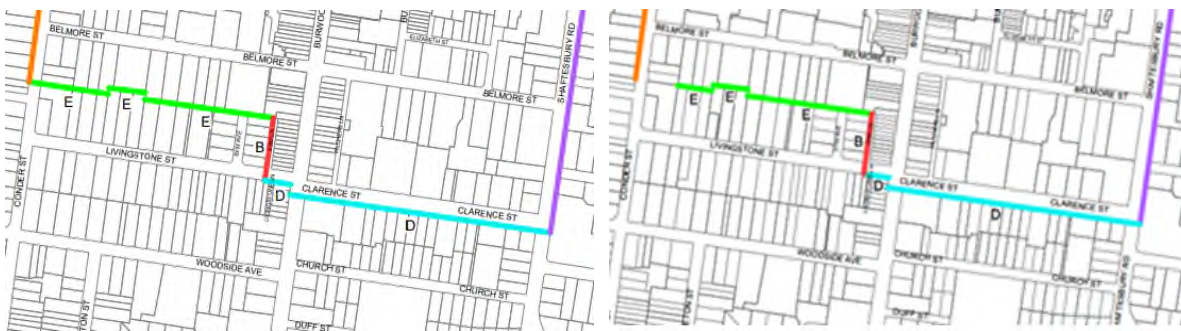 BELMORE ST
BELMORE ST
BELMORE ST
ELIZABETH ST
SHAFTESBURY RD
E
E
E
B
LIVINGSTONE ST
CONDER ST
D
CLARENCE ST
CLARENCE ST
D
WOODSIDE AVE
CHURCH ST
CHURCH ST
DUFF ST
BELMORE ST
BELMORE ST
BELMORE ST
E
E
E
B
LIVINGSTONE ST
CONDER ST
D
CLARENCE ST
CLARENCE ST
D
WOODSIDE AVE
CHURCH ST
CHURCH ST
DUFF ST